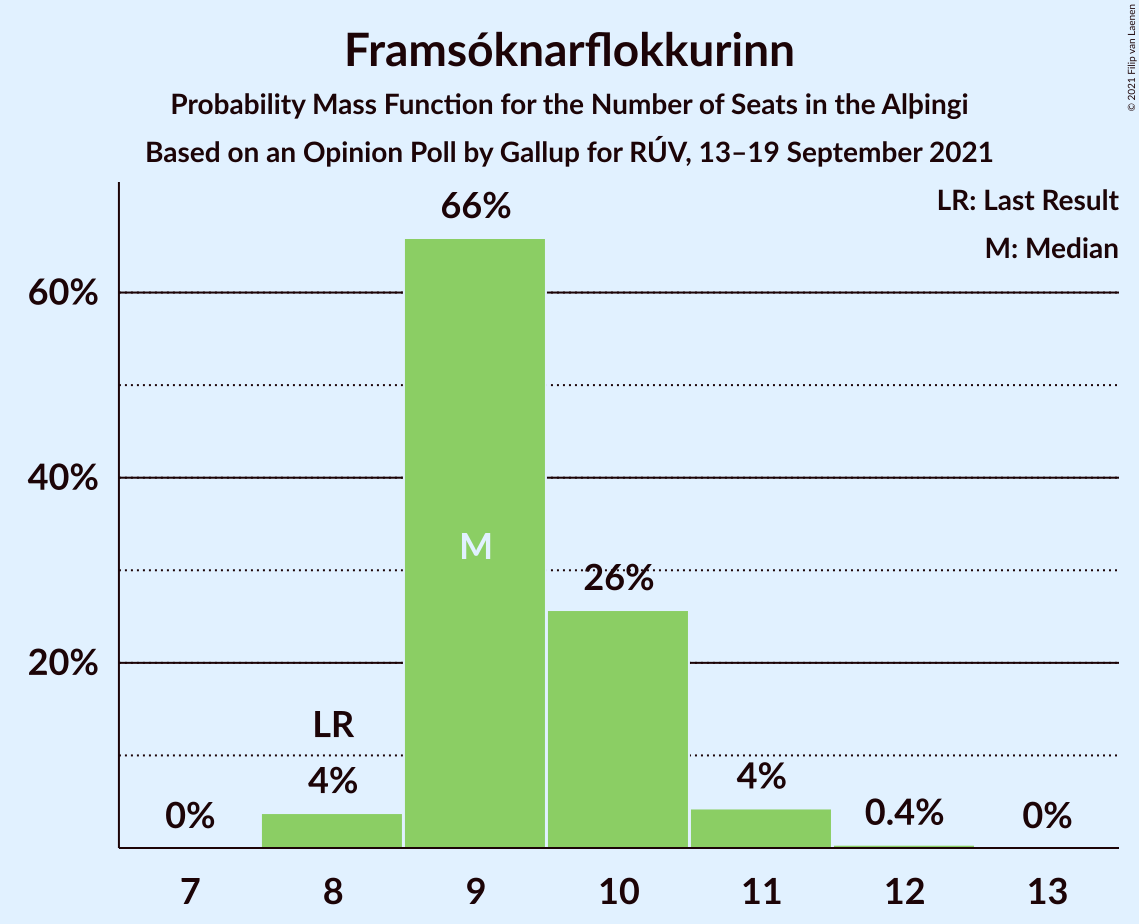 Framsóknarflokkurinn
Probability Mass Function for the Number of Seats in the Alþingi
Based on an Opinion Poll by Gallup for RÚV, 13–19 September 2021
© 2021 Filip van Laenen
LR: Last Result
M: Median
66%
60%
40%
M
26%
20%
LR
4%
4%
0%
0.4%
0%
7 8 9 10 11 12 13